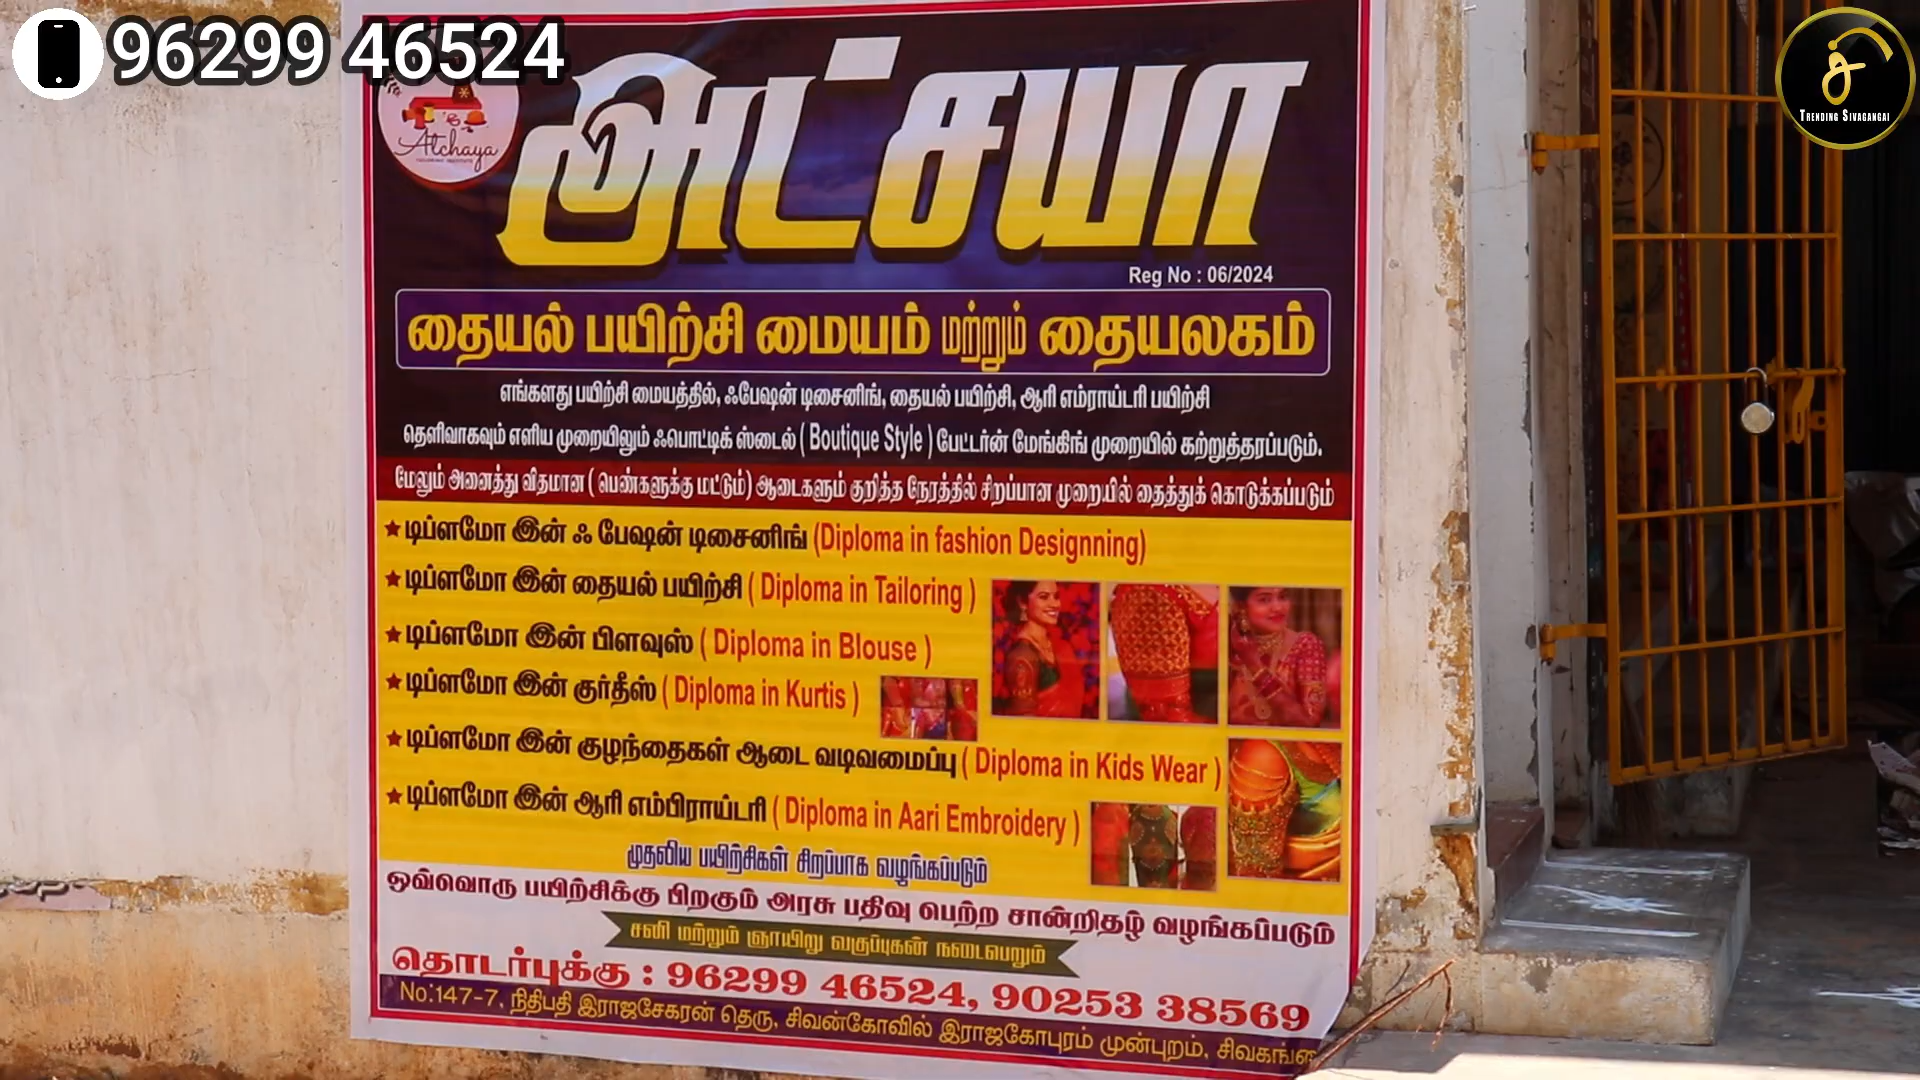 96299 46524
TRENDING SIVAGANGAI
Atchaya
அட்சயா
Reg No : 06/2024
தையல் பயிற்சி மையம் மற்றும் தையலகம்
எங்களது பயிற்சி மையத்தில், ஃபேஷன் டிசைனிங், தையல் பயிற்சி, ஆரி எம்ராய்டரி பயிற்சி
தெளிவாகவும் எளிய முறையிலும் ஃபொட்டிக் ஸ்டைல் ( Boutique Style ) பேட்டர்ன் மேங்கிங் முறையில் கற்றுத்தரப்படும்.
மேலும் அனைத்து விதமான ( பெண்களுக்கு மட்டும்) ஆடைகளும் குறித்த நேரத்தில் சிறப்பான முறையில் தைத்துக் கொடுக்கப்படும்
★ டிப்ளமோ இன் ஃ பேஷன் டிசைனிங் (Diploma in fashion Designning)
★ டிப்ளமோ இன் தையல் பயிற்சி ( Diploma in Tailoring )
★ டிப்ளமோ இன் பிளவுஸ் ( Diploma in Blouse )
★ டிப்ளமோ இன் குர்தீஸ் ( Diploma in Kurtis )
★ டிப்ளமோ இன் குழந்தைகள் ஆடை வடிவமைப்பு ( Diploma in Kids Wear )
★ டிப்ளமோ இன் ஆரி எம்பிராய்டரி ( Diploma in Aari Embroidery )
முதலிய பயிற்சிகள் சிறப்பாக வழங்கப்படும்
ஒவ்வொரு பயிற்சிக்கு பிறகும் அரசு பதிவு பெற்ற சான்றிதழ் வழங்கப்படும்
சனி மற்றும் ஞாயிறு வகுப்புகள் நடைபெறும்
தொடர்புக்கு : 96299 46524, 90253 38569
No:147-7, நிதிபதி இராஜசேகரன் தெரு, சிவன்கோவில் இராஜகோபுரம் முன்புறம்,